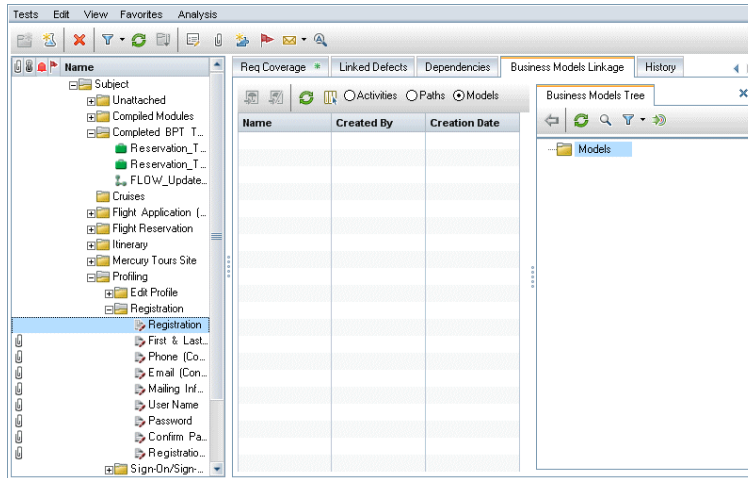 Tests Edit View Favorites Analysis
Name
Subject
Unattached
Compiled Modules
Completed BPT T...
Reservation_T...
Reservation_T...
FLOW_Update...
Cruises
Flight Application (...
Flight Reservation
Itinerary
Mercury Tours Site
Profiling
Edit Profile
Registration
Registration
First & Last...
Phone (Co...
Email (Con...
Mailing Inf...
User Name
Password
Confirm Pa...
Registratio...
Sign-On/Sign-...
Req Coverage * Linked Defects Dependencies Business Models Linkage History
Activities Paths Models
Name Created By Creation Date
Business Models Tree
Models